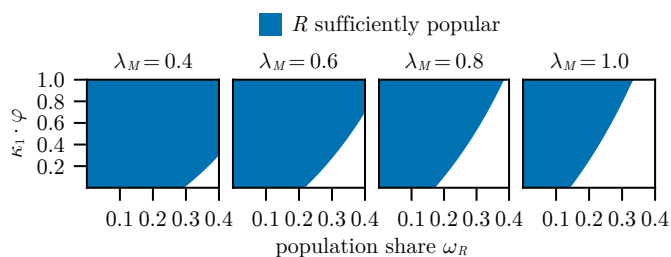 R sufficiently popular
λ_M = 0.4 λ_M = 0.6 λ_M = 0.8 λ_M = 1.0
1.0
0.8
0.6
0.4
0.2
κ₁ · φ
0.1 0.2 0.3 0.4 0.1 0.2 0.3 0.4 0.1 0.2 0.3 0.4 0.1 0.2 0.3 0.4
population share ω_R